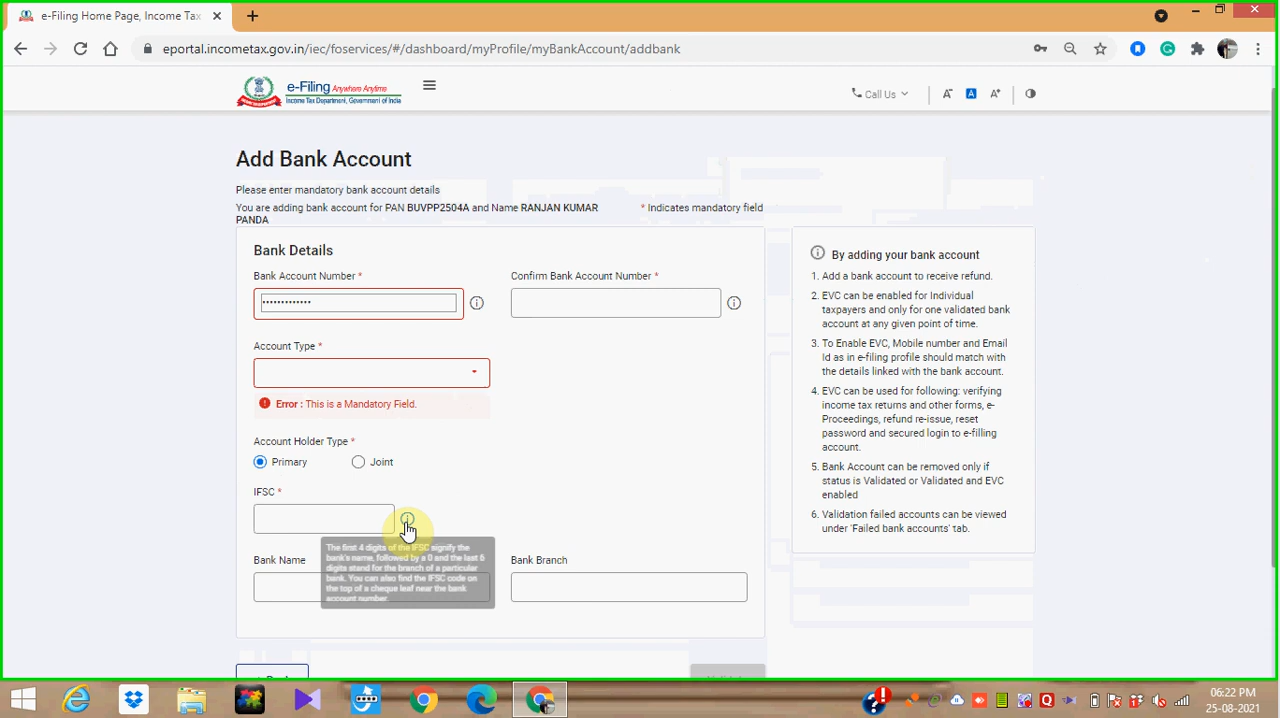 e-Filing Home Page, Income Tax
eportal.incometax.gov.in/iec/foservices/#/dashboard/myProfile/myBankAccount/addbank
e-Filing Anywhere Anytime
Income Tax Department, Government of India
Call Us
A-
A
A+
Add Bank Account
Please enter mandatory bank account details
You are adding bank account for PAN BUVPP2504A and Name RANJAN KUMAR
PANDA
* Indicates mandatory field
Bank Details
Bank Account Number *
Confirm Bank Account Number *
•••••••••••••
Account Type *
Error : This is a Mandatory Field.
Account Holder Type *
Primary
Joint
IFSC *
The first 4 digits of the IFSC signify the
bank's name, followed by a 0 and the last 6
digits stand for the branch of a particular
bank. You can also find the IFSC code on
the top of a cheque leaf near the bank
account number.
Bank Name
Bank Branch
By adding your bank account
1. Add a bank account to receive refund.
2. EVC can be enabled for Individual
taxpayers and only for one validated bank
account at any given point of time.
3. To Enable EVC, Mobile number and Email
Id as in e-filing profile should match with
the details linked with the bank account.
4. EVC can be used for following: verifying
income tax returns and other forms, e-
Proceedings, refund re-issue, reset
password and secured login to e-filling
account.
5. Bank Account can be removed only if
status is Validated or Validated and EVC
enabled
6. Validation failed accounts can be viewed
under 'Failed bank accounts' tab.
06:22 PM
25-08-2021